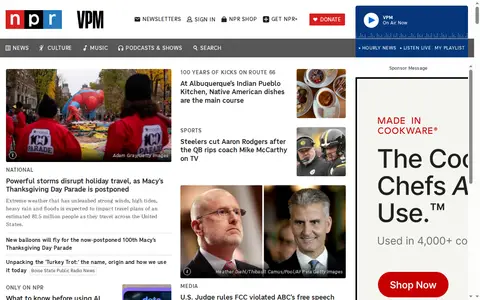 npr
VPM
NEWSLETTERS
SIGN IN
NPR SHOP
GET NPR+
DONATE
NEWS
CULTURE
MUSIC
PODCASTS & SHOWS
SEARCH
VPM
On Air Now
HOURLY NEWS
LISTEN LIVE
MY PLAYLIST
Sponsor Message
100
PARADE
Adam Gray/Getty Images
NATIONAL
Powerful storms disrupt holiday travel, as Macy's
Thanksgiving Day Parade is postponed
Extreme weather that has unleashed strong winds, high tides,
heavy rain and floods is expected to impact travel plans of an
estimated 81.5 million people as they travel across the United
States.
New balloons will fly for the now-postponed 100th Macy's
Thanksgiving Day Parade
Unpacking the 'Turkey Trot:' the name, origin and how we
use it today
Boise State Public Radio News
ONLY ON NPR
What to know before using AI
100 YEARS OF KICKS ON ROUTE 66
At Albuquerque's Indian Pueblo
Kitchen, Native American dishes
are the main course
SPORTS
Steelers cut Aaron Rodgers after
the QB rips coach Mike McCarthy
on TV
Heather Diehl/Thibault Camus/Pool/AFP via Getty Images
MEDIA
U.S. Judge rules FCC violated ABC's free speech
MADE IN
COOKWARE®
The Coo
Chefs A
Use.™
Used in 4,000+ co
Shop Now